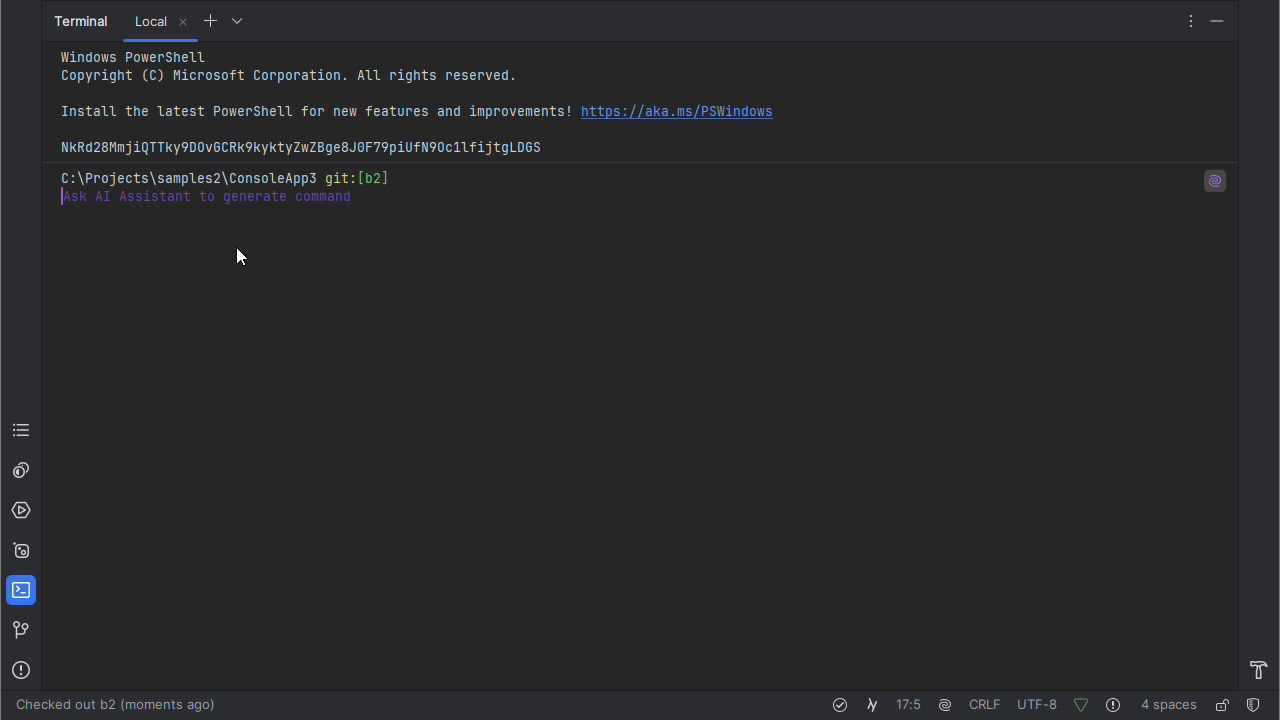 Terminal
Local
Windows PowerShell
Copyright (C) Microsoft Corporation. All rights reserved.
Install the latest PowerShell for new features and improvements! https://aka.ms/PSWindows
NkRd28MmjiQTTky9DOvGCRk9kyktyZwZBge8J0F79piUfN9Oc1lfijtgLDGS
C:\Projects\samples2\ConsoleApp3 git:[b2]
Ask AI Assistant to generate command
Checked out b2 (moments ago)
17:5
CRLF
UTF-8
4 spaces